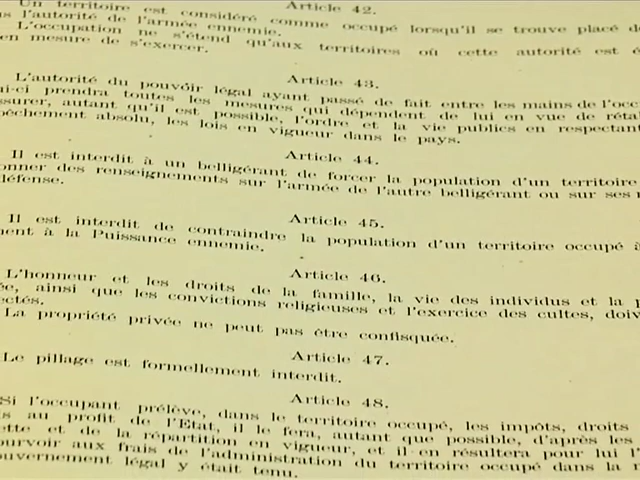 Un territoire est considéré comme occupé lorsqu'il se trouve placé de
Article 42.
l'autorité de l'armée ennemie.
L'occupation ne s'étend qu'aux territoires où cette autorité est é
en mesure de s'exercer.
Article 43.
L'autorité du pouvoir légal ayant passé de fait entre les mains de l'occ
ui-ci prendra toutes les mesures qui dépendent de lui en vue de réta
ssurer, autant qu'il est possible, l'ordre et la vie publics en respectant
pêchement absolu, les lois en vigueur dans le pays.
Article 44.
Il est interdit à un belligérant de forcer la population d'un territoire
onner des renseignements sur l'armée de l'autre belligérant ou sur ses
défense.
Article 45.
Il est interdit de contraindre la population d'un territoire occupé à
ment à la Puissance ennemie.
Article 46.
L'honneur et les droits de la famille, la vie des individus et la p
ée, ainsi que les convictions religieuses et l'exercice des cultes, doiv
ectés.
La propriété privée ne peut pas être confisquée.
Article 47.
Le pillage est formellement interdit.
Article 48.
Si l'occupant prélève, dans le territoire occupé, les impôts, droits
is au profit de l'Etat, il le fera, autant que possible, d'après les
ette et de la répartition en vigueur, et il en résultera pour lui l'
ourvoir aux frais de l'administration du territoire occupé dans la
ouvernement légal y était tenu.